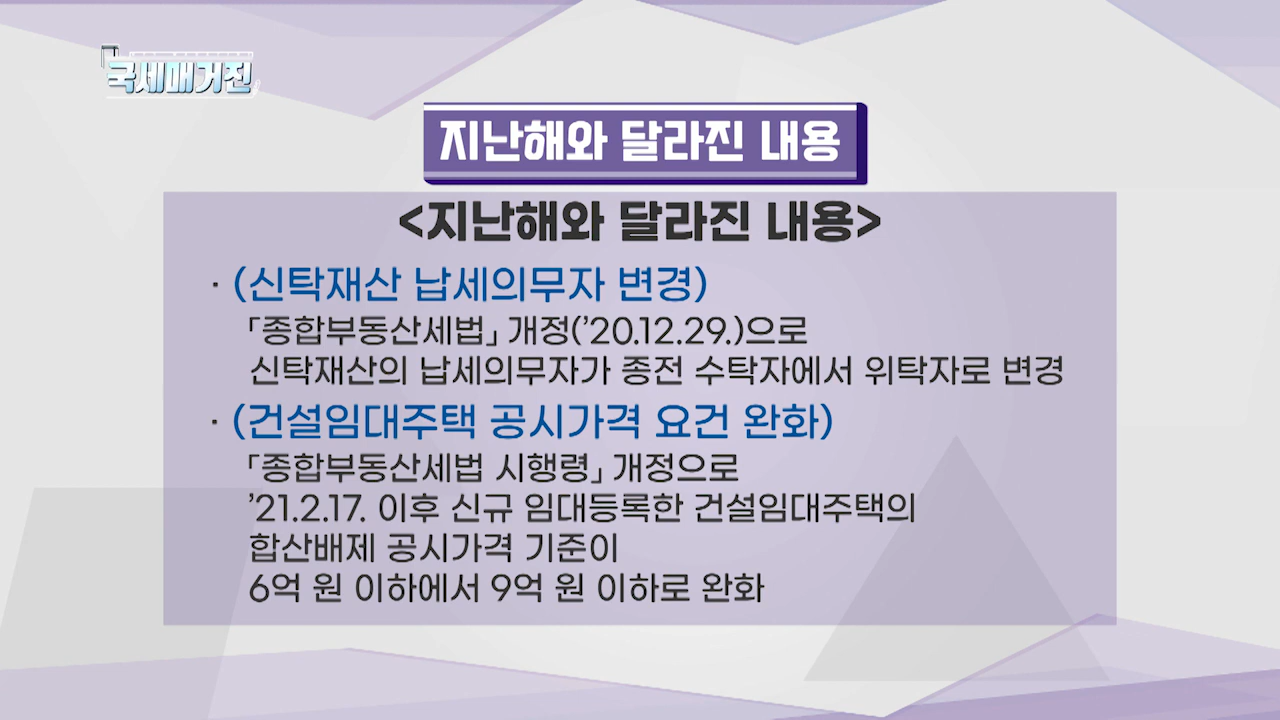 국세매거진
지난해와 달라진 내용
<지난해와 달라진 내용>
· (신탁재산 납세의무자 변경)
「종합부동산세법」 개정(’20.12.29.)으로
신탁재산의 납세의무자가 종전 수탁자에서 위탁자로 변경
· (건설임대주택 공시가격 요건 완화)
「종합부동산세법 시행령」 개정으로
’21.2.17. 이후 신규 임대등록한 건설임대주택의
합산배제 공시가격 기준이
6억 원 이하에서 9억 원 이하로 완화